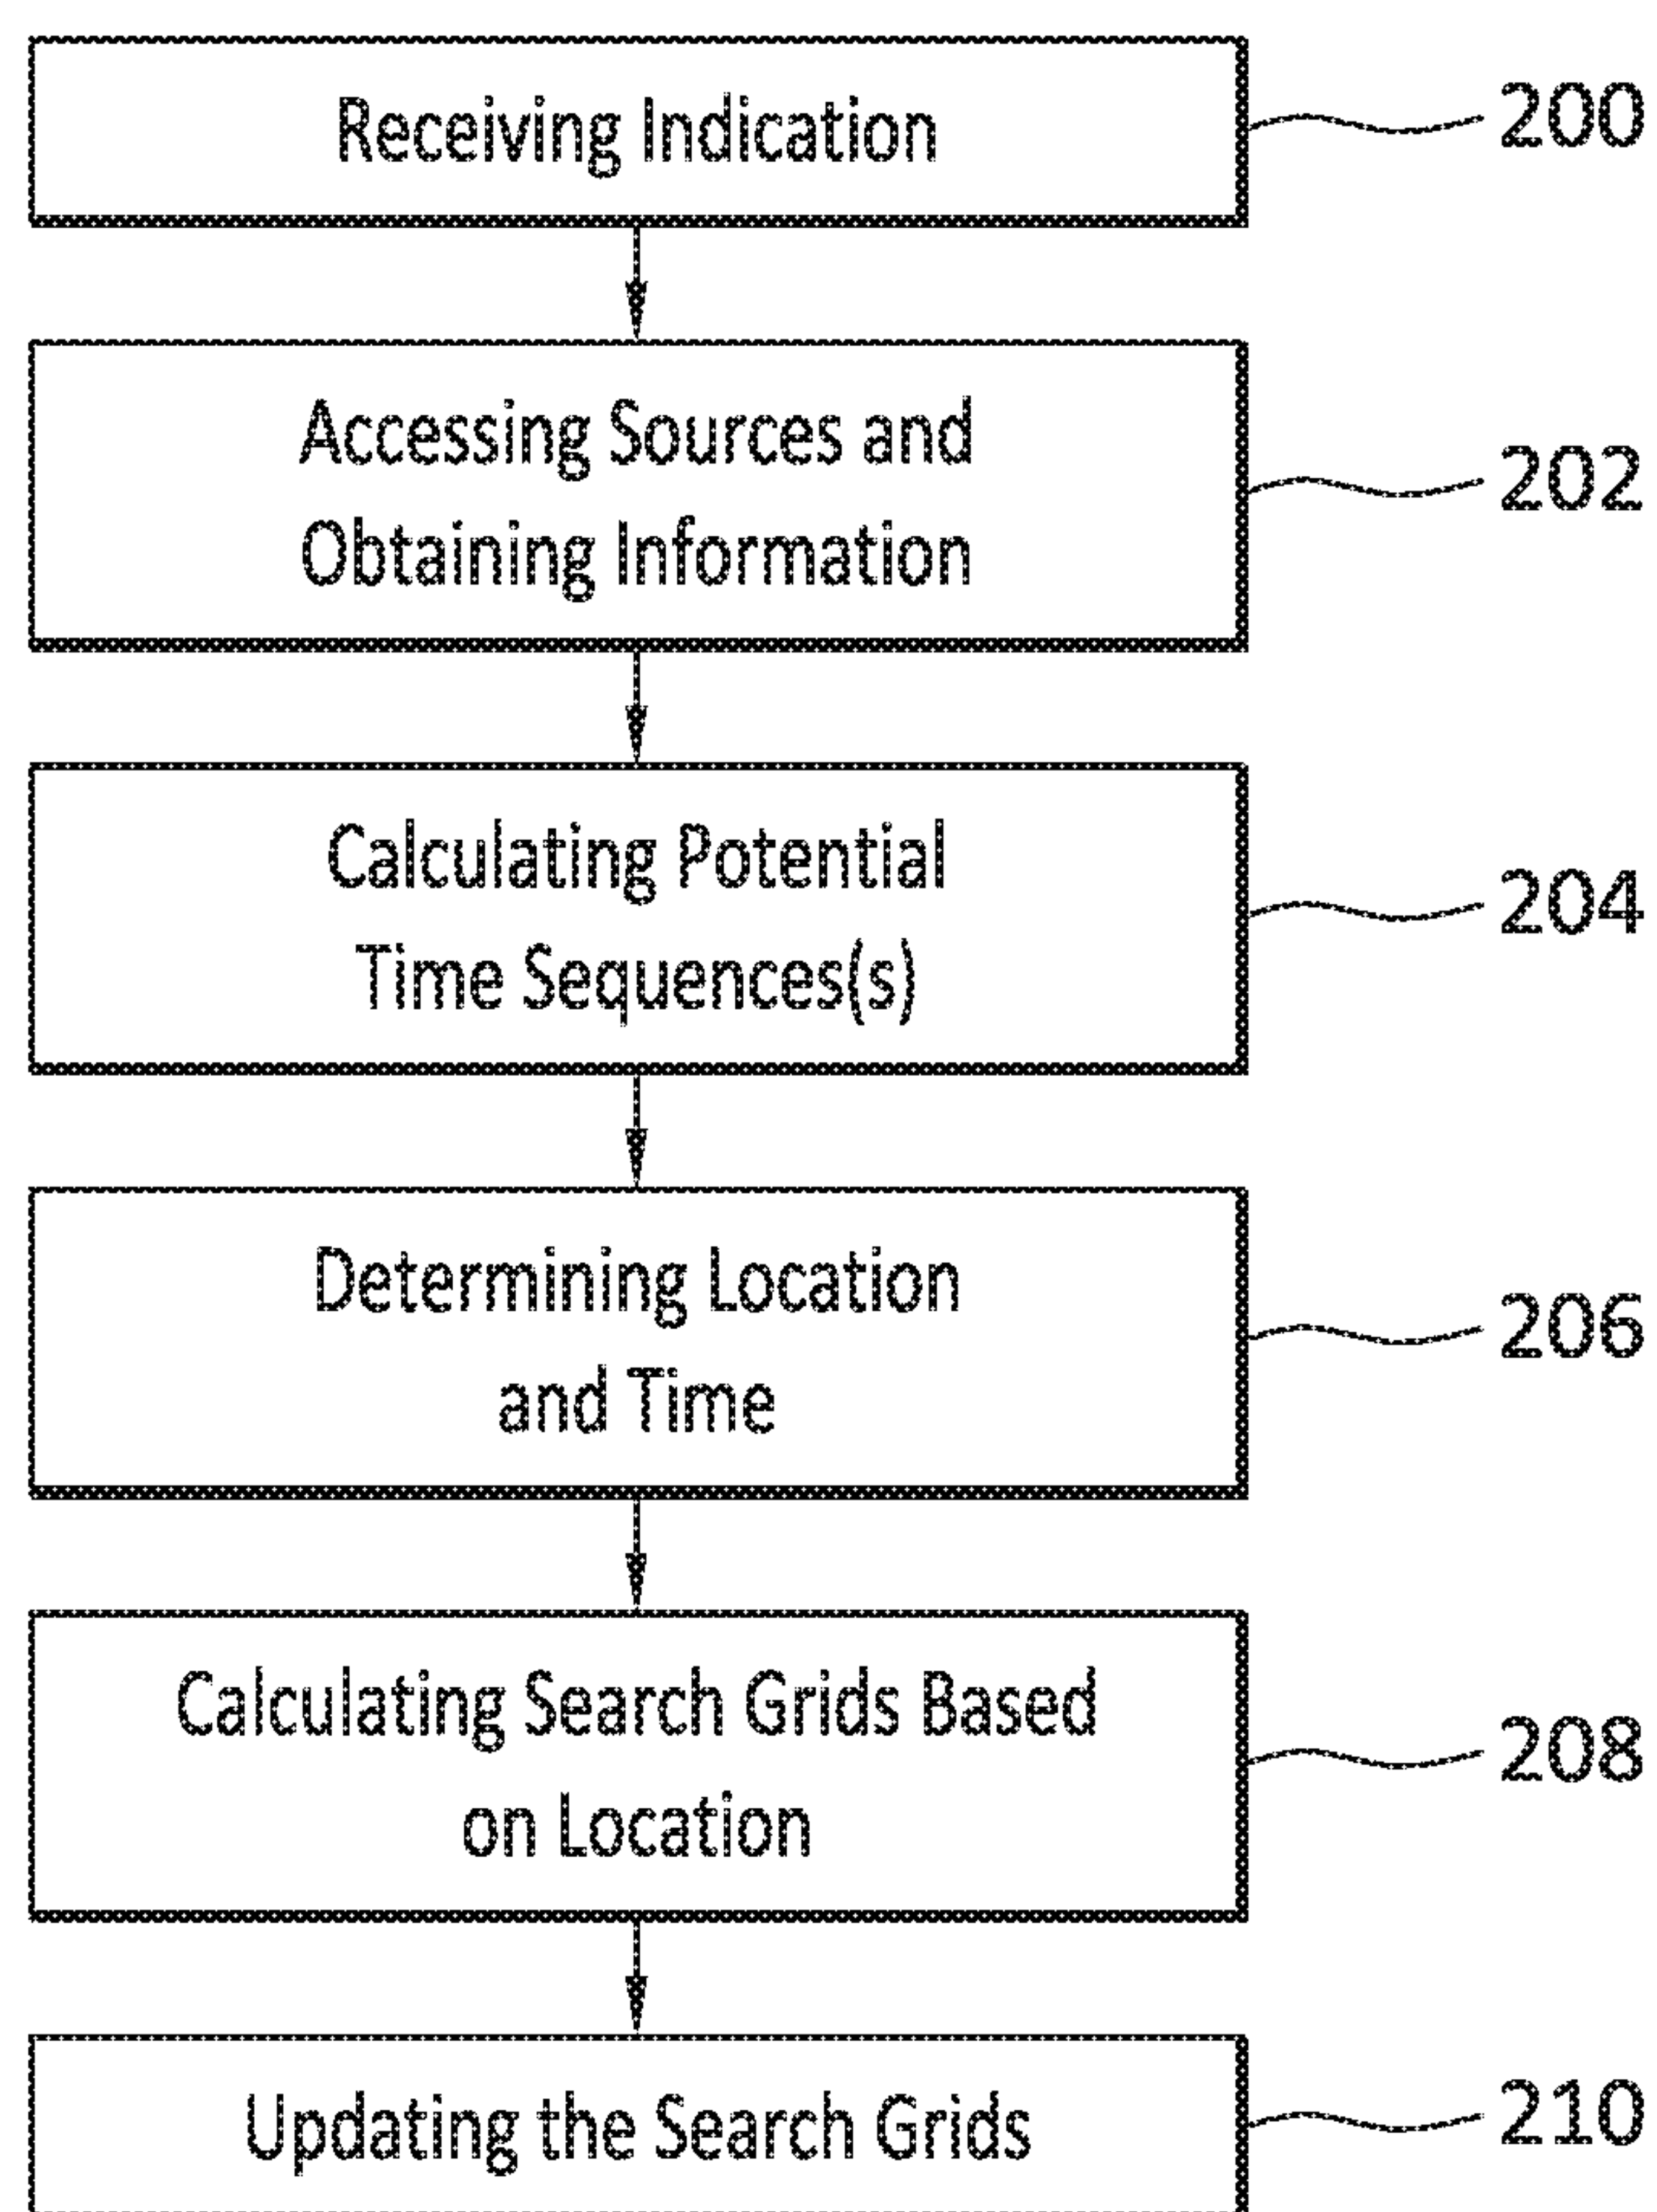 Receiving Indication
200
Accessing Sources and
Obtaining Information
202
Calculating Potential
Time Sequences(s)
204
Determining Location
and Time
206
Calculating Search Grids Based
on Location
208
Updating the Search Grids
210